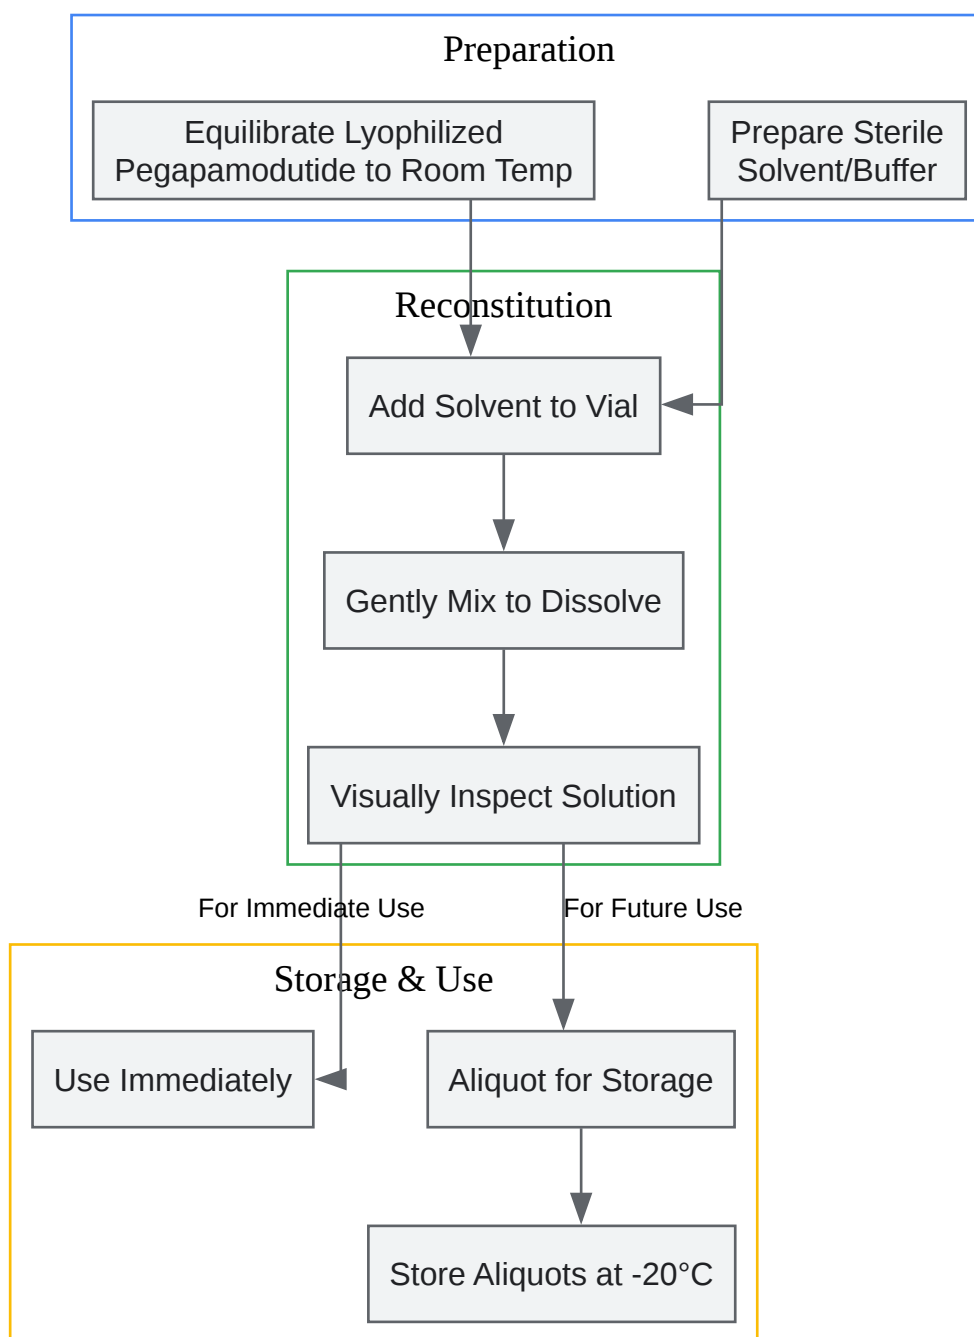 Preparation
Equilibrate Lyophilized
Pegapamodutide to Room Temp
Prepare Sterile
Solvent/Buffer
Reconstitution
Add Solvent to Vial
Gently Mix to Dissolve
Visually Inspect Solution
For Immediate Use
For Future Use
Storage & Use
Use Immediately
Aliquot for Storage
Store Aliquots at -20°C